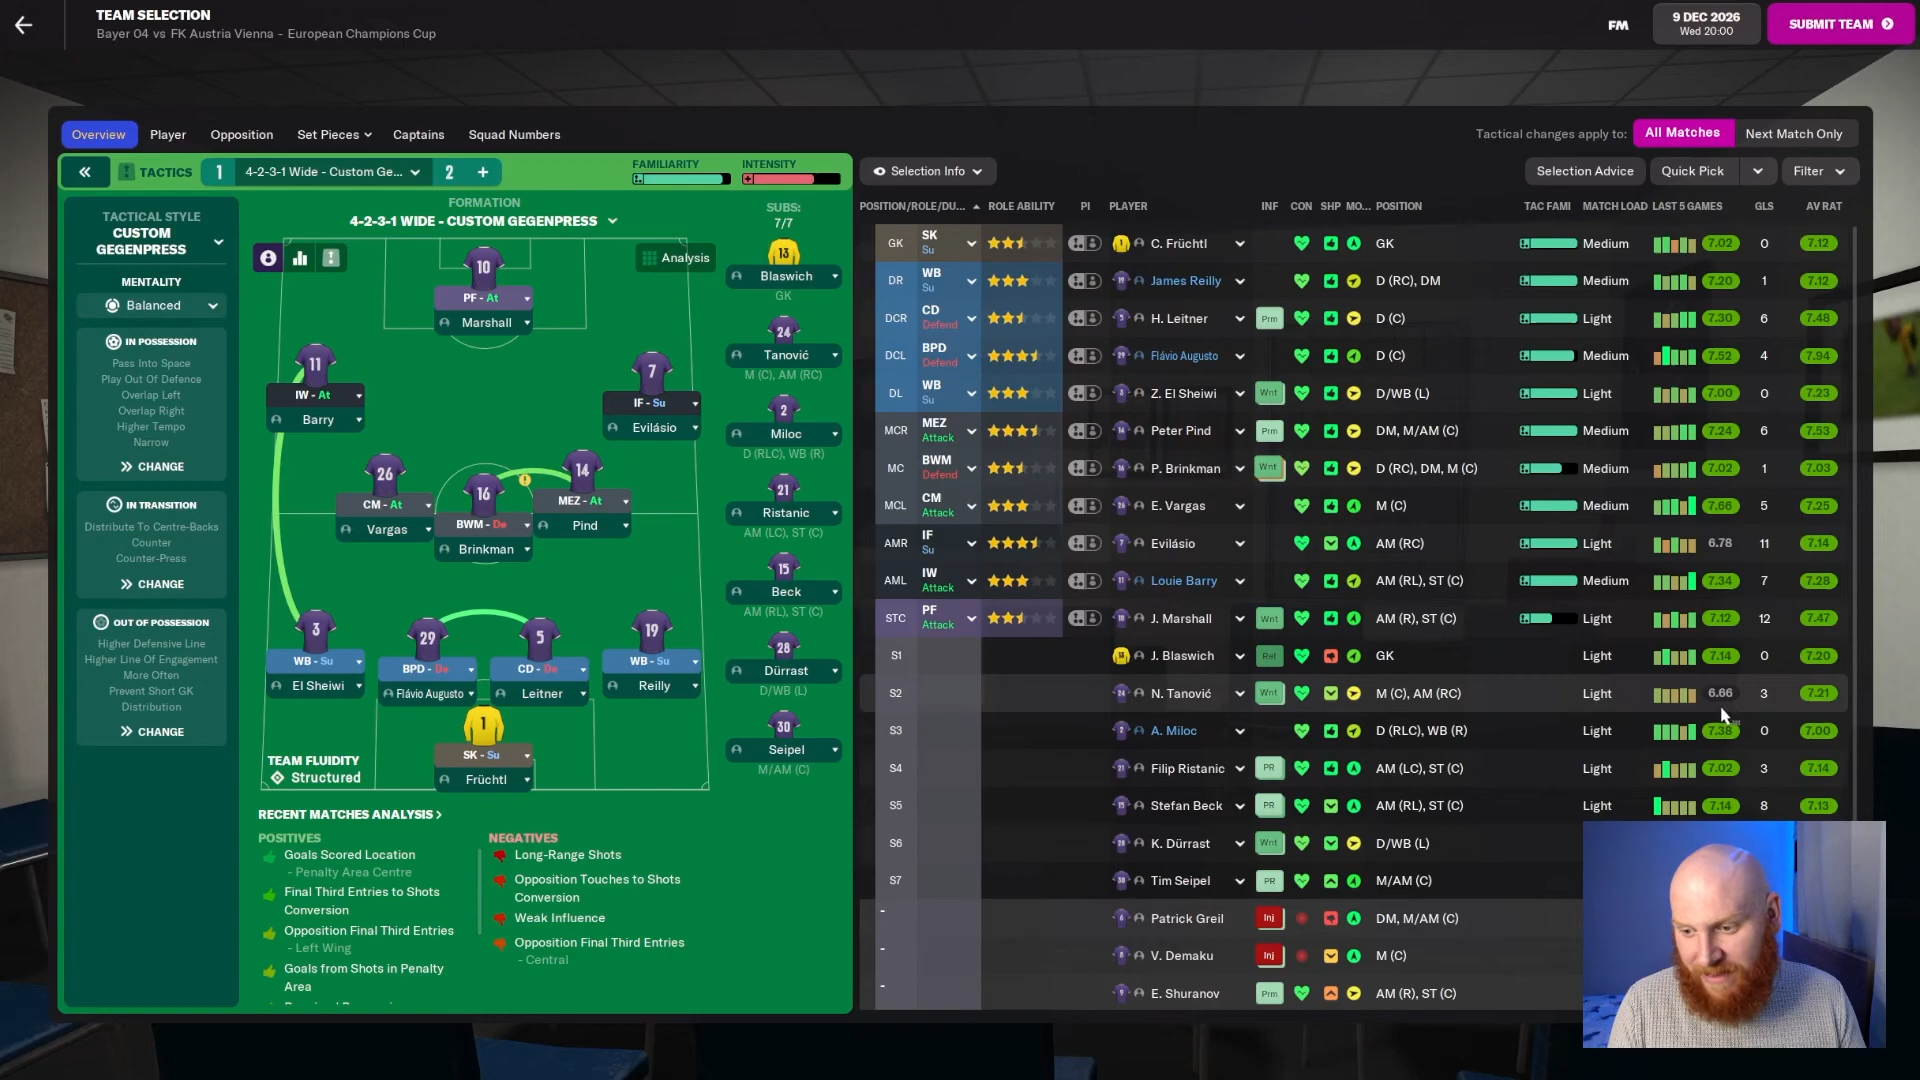 TEAM SELECTION
Bayer 04 vs FK Austria Vienna - European Champions Cup
FM
9 DEC 2026
Wed 20:00
SUBMIT TEAM
Overview
Player
Opposition
Set Pieces
Captains
Squad Numbers
Tactical changes apply to:
All Matches
Next Match Only
TACTICS
1
4-2-3-1 Wide - Custom Ge...
2
+
FAMILIARITY
INTENSITY
Selection Info
Selection Advice
Quick Pick
Filter
TACTICAL STYLE
CUSTOM
GEGENPRESS
MENTALITY
Balanced
IN POSSESSION
Pass Into Space
Play Out Of Defence
Overlap Left
Overlap Right
Higher Tempo
Narrow
CHANGE
IN TRANSITION
Distribute To Centre-Backs
Counter
Counter-Press
CHANGE
OUT OF POSSESSION
Higher Defensive Line
Higher Line Of Engagement
More Often
Prevent Short GK
Distribution
CHANGE
FORMATION
4-2-3-1 WIDE - CUSTOM GEGENPRESS
Analysis
10
PF - At
Marshall
11
IW - At
Barry
7
IF - Su
Evilásio
26
CM - At
Vargas
16
BWM - De
Brinkman
14
MEZ - At
Pind
3
WB - Su
El Sheiwi
29
BPD - De
Flávio Augusto
5
CD - De
Leitner
19
WB - Su
Reilly
1
SK - Su
Früchtl
TEAM FLUIDITY
Structured
SUBS:
7/7
13
Blaswich
GK
24
Tanović
M (C), AM (RC)
2
Miloc
D (RLC), WB (R)
21
Ristanic
AM (LC), ST (C)
15
Beck
AM (RL), ST (C)
28
Dürrast
D/WB (L)
30
Seipel
M/AM (C)
RECENT MATCHES ANALYSIS
POSITIVES
Goals Scored Location
- Penalty Area Centre
Final Third Entries to Shots
Conversion
Opposition Final Third Entries
- Left Wing
Goals from Shots in Penalty
Area
NEGATIVES
Long-Range Shots
Opposition Touches to Shots
Conversion
Weak Influence
Opposition Final Third Entries
- Central
POSITION/ROLE/DU... ROLE ABILITY PI PLAYER INF CON SHP MO... POSITION TAC FAMI MATCH LOAD LAST 5 GAMES GLS AV RAT
GK SK Su C. Früchtl GK Medium 7.02 0 7.12
DR WB Su James Reilly D (RC), DM Medium 7.20 1 7.12
DCR CD Defend H. Leitner Prm D (C) Light 7.30 6 7.48
DCL BPD Defend Flávio Augusto D (C) Medium 7.52 4 7.94
DL WB Su Z. El Sheiwi Wnt D/WB (L) Light 7.00 0 7.23
MCR MEZ Attack Peter Pind Prm DM, M/AM (C) Medium 7.24 6 7.53
MC BWM Defend P. Brinkman Wnt D (RC), DM, M (C) Medium 7.02 1 7.03
MCL CM Attack E. Vargas M (C) Medium 7.66 5 7.25
AMR IF Su Evilásio AM (RC) Light 6.78 11 7.14
AML IW Attack Louie Barry AM (RL), ST (C) Medium 7.34 7 7.28
STC PF Attack J. Marshall Wnt AM (R), ST (C) Light 7.12 12 7.47
S1 J. Blaswich Ret GK Light 7.14 0 7.20
S2 N. Tanović Wnt M (C), AM (RC) Light 6.66 3 7.21
S3 A. Miloc D (RLC), WB (R) Light 7.38 0 7.00
S4 Filip Ristanic PR AM (LC), ST (C) Light 7.02 3 7.14
S5 Stefan Beck PR AM (RL), ST (C) Light 7.14 8 7.13
S6 K. Dürrast Wnt D/WB (L)
S7 Tim Seipel PR M/AM (C)
- Patrick Greil Inj DM, M/AM (C)
- V. Demaku Inj M (C)
- E. Shuranov Prm AM (R), ST (C)